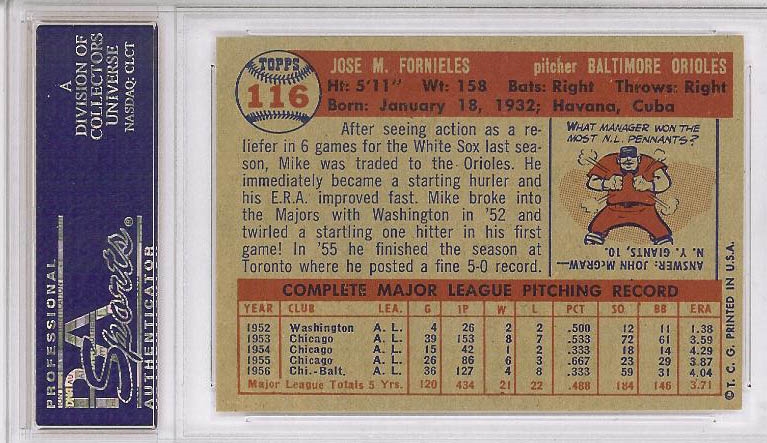 A
DIVISION OF
COLLECTORS
UNIVERSE
NASDAQ: CLCT
PROFESSIONAL
Sports
AUTHENTICATOR
TOPPS
116
JOSE M. FORNIELES pitcher BALTIMORE ORIOLES
Ht: 5'11" Wt: 158 Bats: Right Throws: Right
Born: January 18, 1932; Havana, Cuba
After seeing action as a re-
liefer in 6 games for the White Sox last sea-
son, Mike was traded to the Orioles. He
immediately became a starting hurler and
his E.R.A. improved fast. Mike broke into
the Majors with Washington in '52 and
twirled a startling one hitter in his first
game! In '55 he finished the season at
Toronto where he posted a fine 5-0 record.
WHAT MANAGER WON THE
MOST N.L. PENNANTS?
ANSWER: JOHN McGRAW—
N. Y. GIANTS, 10.
COMPLETE MAJOR LEAGUE PITCHING RECORD
YEAR CLUB LEA. G IP W L PCT SO BB ERA
1952 Washington A. L. 4 26 2 2 .500 12 11 1.38
1953 Chicago A. L. 39 153 8 7 .533 72 61 3.59
1954 Chicago A. L. 15 42 1 2 .333 18 14 4.29
1955 Chicago A. L. 26 86 6 3 .667 23 29 3.87
1956 Chi.-Balt. A. L. 36 127 4 8 .333 59 31 4.04
Major League Totals 5 Yrs. 120 434 21 22 .488 184 146 3.71
© T. C. G. PRINTED IN U.S.A.